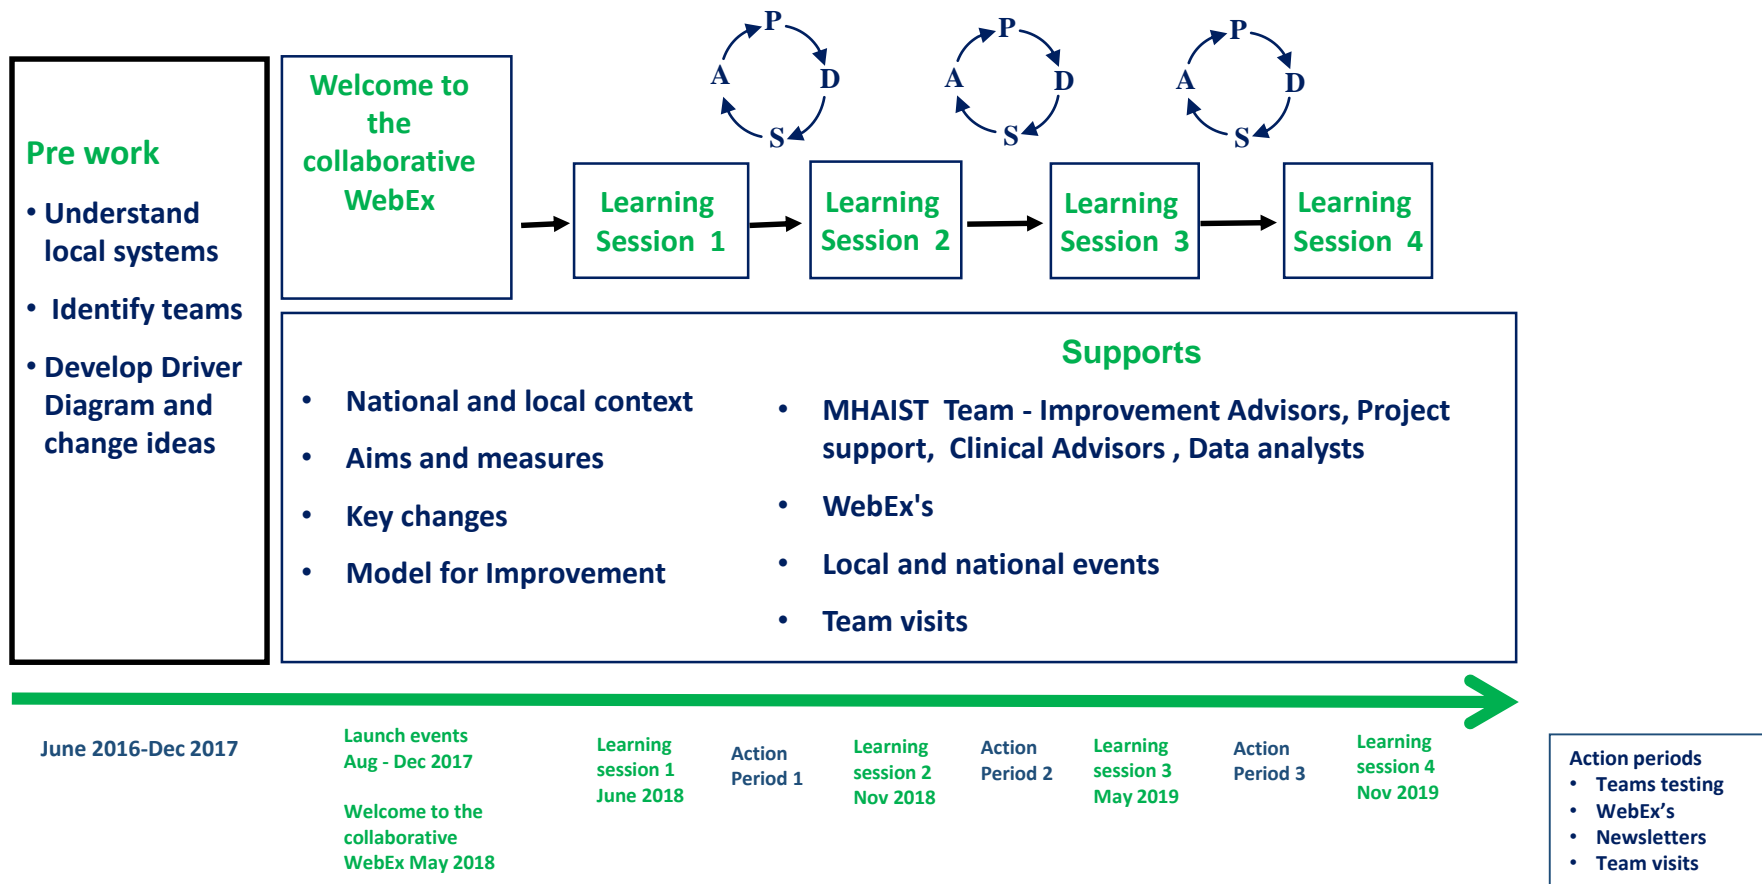 Pre work
• Understand
local systems
• Identify teams
• Develop Driver
Diagram and
change ideas
Welcome to
the
collaborative
WebEx
P
A
D
S
P
A
D
S
P
A
D
S
Learning
Session 1
Learning
Session 2
Learning
Session 3
Learning
Session 4
• National and local context
• Aims and measures
• Key changes
• Model for Improvement
Supports
• MHAIST Team - Improvement Advisors, Project
support, Clinical Advisors , Data analysts
• WebEx's
• Local and national events
• Team visits
June 2016-Dec 2017
Launch events
Aug - Dec 2017
Welcome to the
collaborative
WebEx May 2018
Learning
session 1
June 2018
Action
Period 1
Learning
session 2
Nov 2018
Action
Period 2
Learning
session 3
May 2019
Action
Period 3
Learning
session 4
Nov 2019
Action periods
• Teams testing
• WebEx’s
• Newsletters
• Team visits